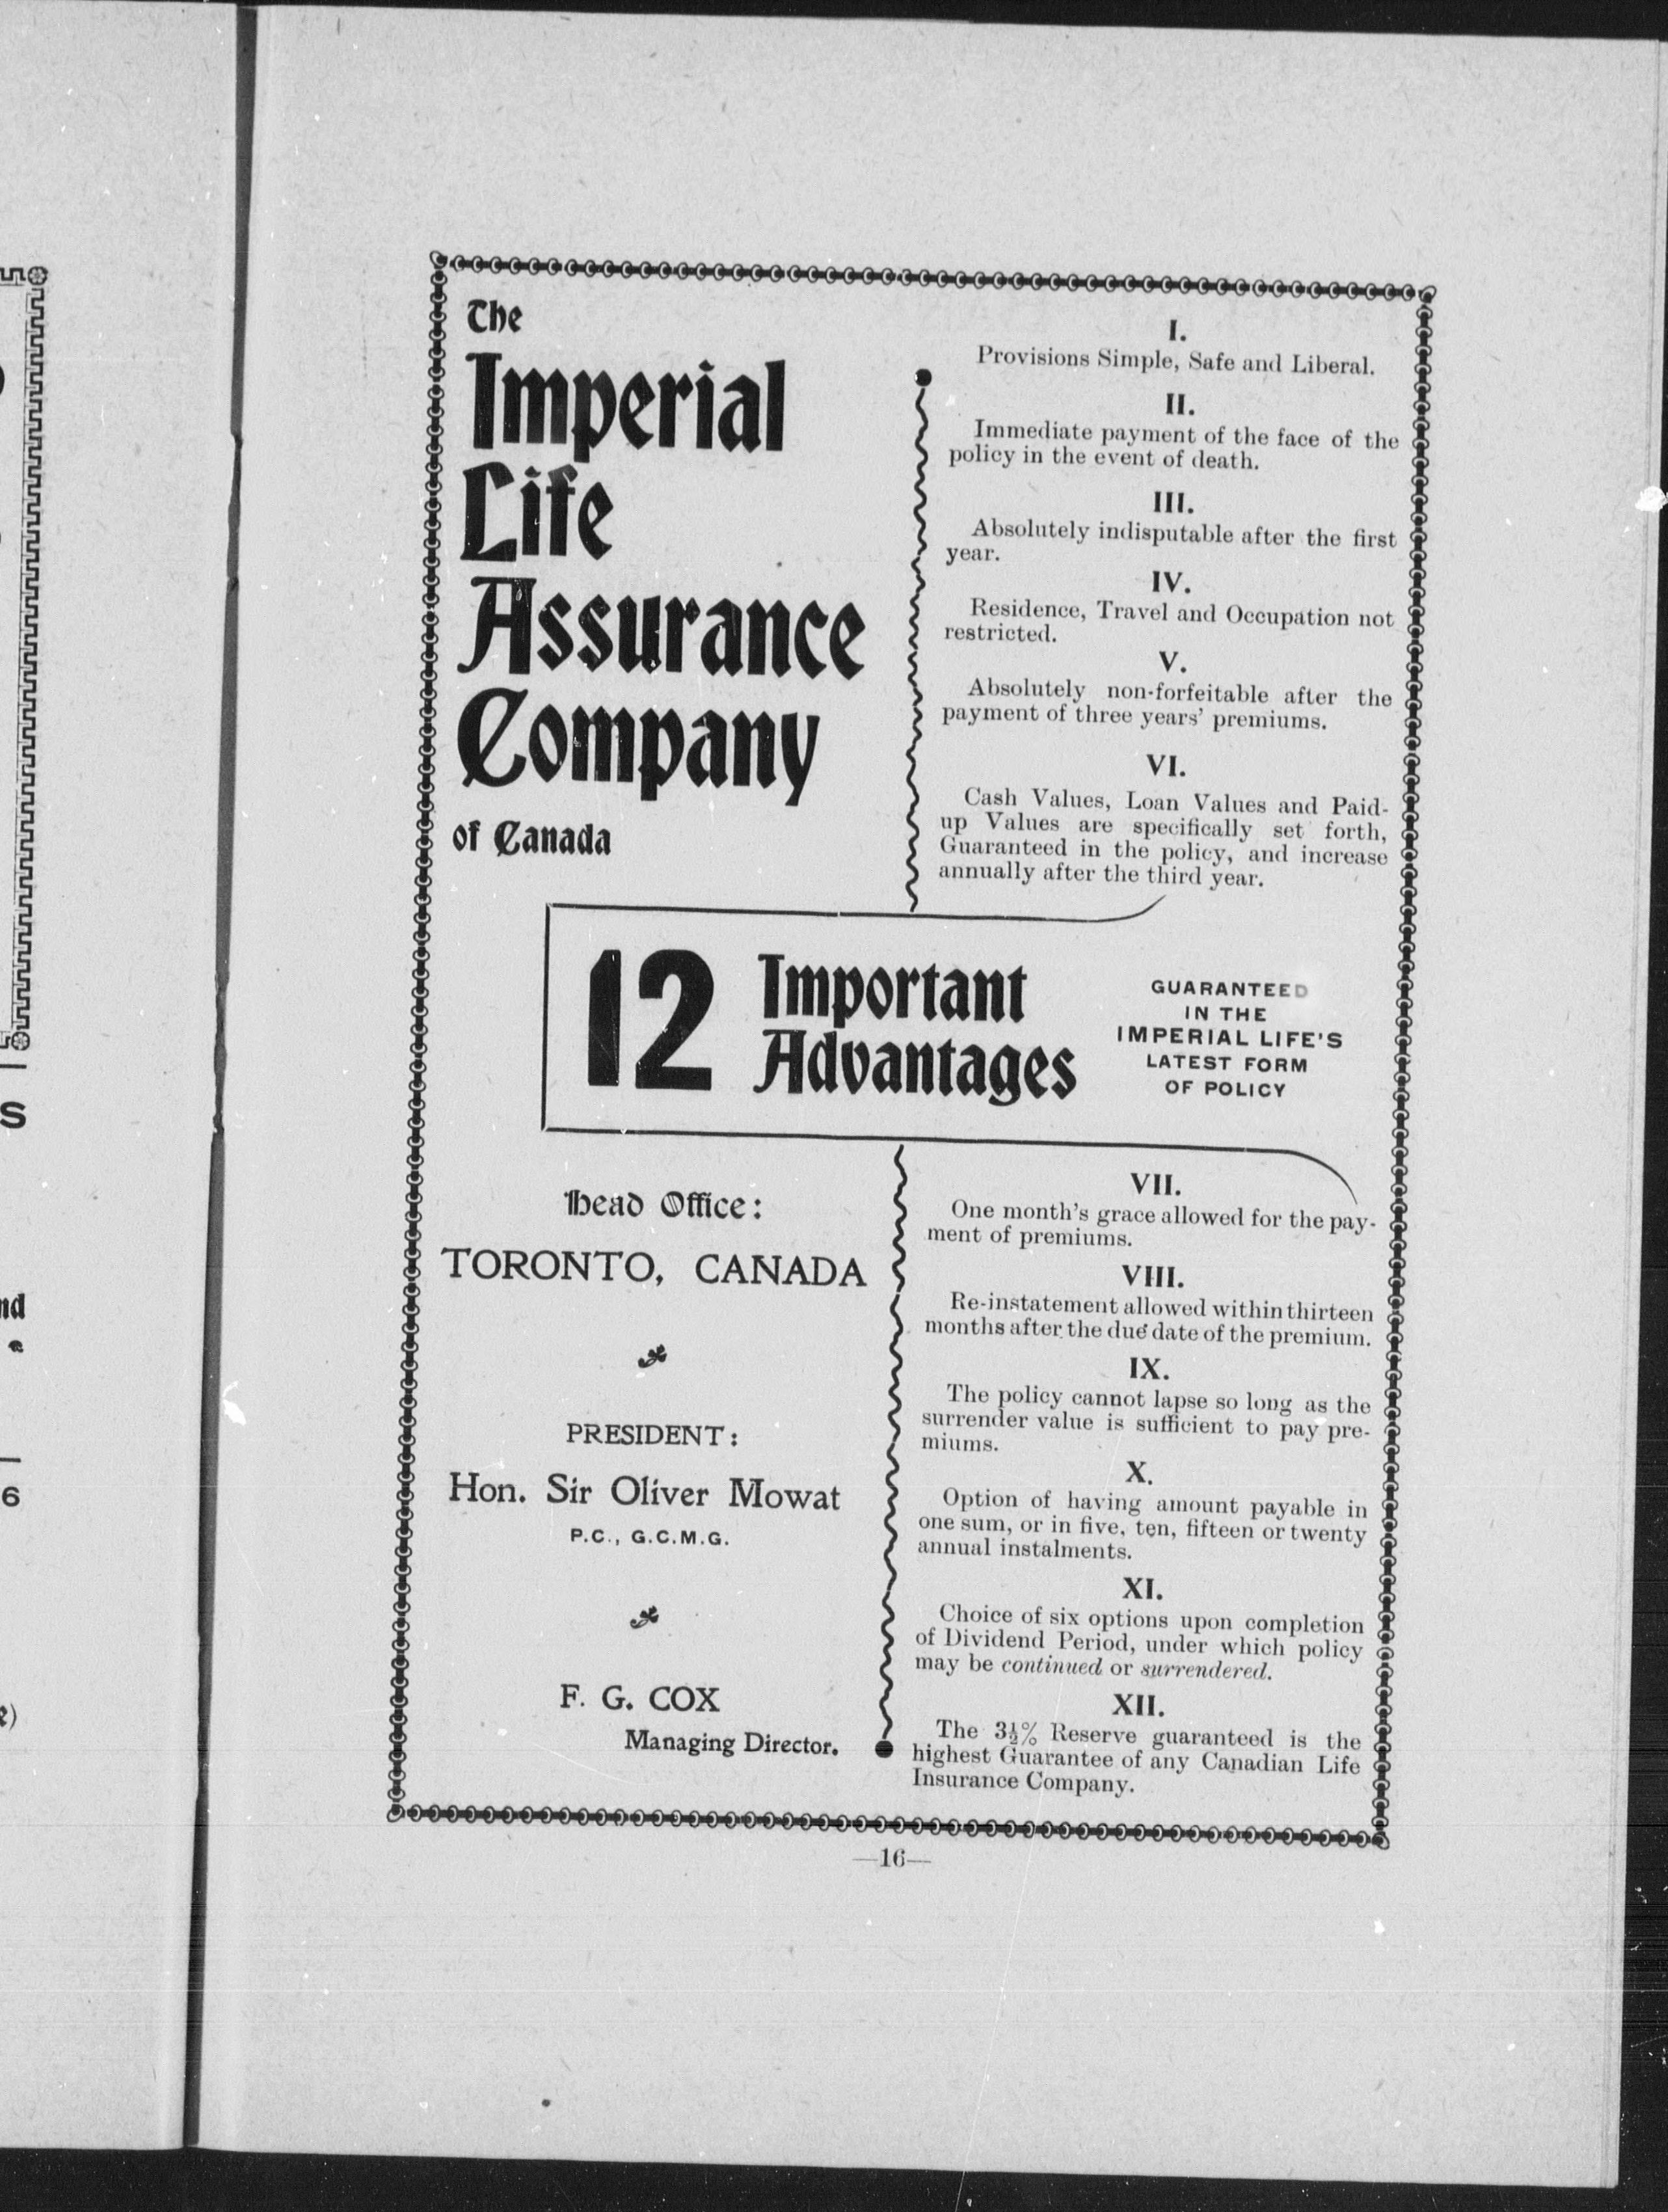 The
Imperial
Life
Assurance
Company
of Canada
I.
Provisions Simple, Safe and Liberal.
II.
Immediate payment of the face of the
policy in the event of death.
III.
Absolutely indisputable after the first
year.
IV.
Residence, Travel and Occupation not
restricted.
V.
Absolutely non-forfeitable after the
payment of three years' premiums.
VI.
Cash Values, Loan Values and Paid-
up Values are specifically set forth,
Guaranteed in the policy, and increase
annually after the third year.
12 Important
Advantages
GUARANTEED
IN THE
IMPERIAL LIFE'S
LATEST FORM
OF POLICY
Head Office:
TORONTO, CANADA
PRESIDENT:
Hon. Sir Oliver Mowat
P.C., G.C.M.G.
F. G. COX
Managing Director.
VII.
One month's grace allowed for the pay-
ment of premiums.
VIII.
Re-instatement allowed within thirteen
months after the due date of the premium.
IX.
The policy cannot lapse so long as the
surrender value is sufficient to pay pre-
miums.
X.
Option of having amount payable in
one sum, or in five, ten, fifteen or twenty
annual instalments.
XI.
Choice of six options upon completion
of Dividend Period, under which policy
may be continued or surrendered.
XII.
The 3½% Reserve guaranteed is the
highest Guarantee of any Canadian Life
Insurance Company.
—16—